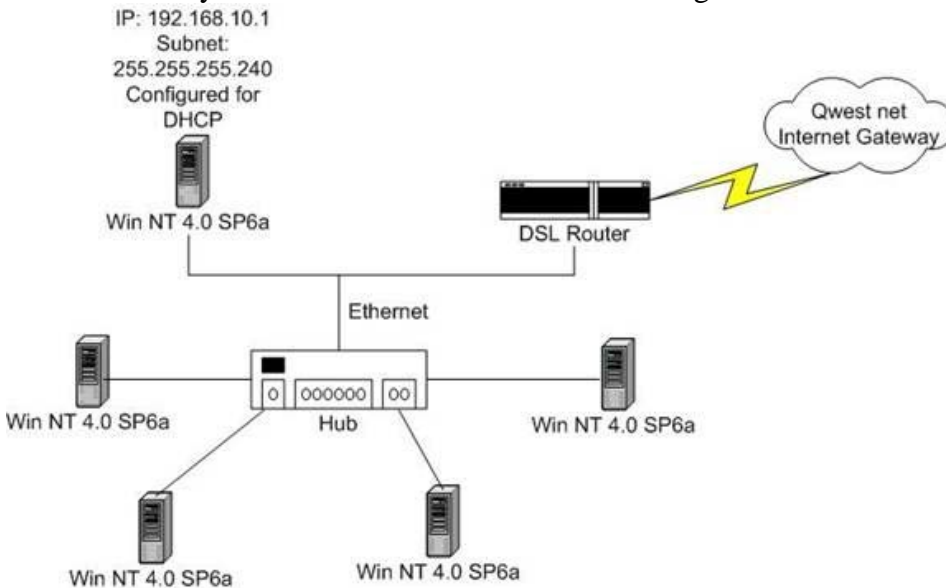 IP: 192.168.10.1
Subnet:
255.255.255.240
Configured for
DHCP
Win NT 4.0 SP6a
Qwest net
Internet Gateway
DSL Router
Ethernet
Win NT 4.0 SP6a
Hub
Win NT 4.0 SP6a
Win NT 4.0 SP6a
Win NT 4.0 SP6a